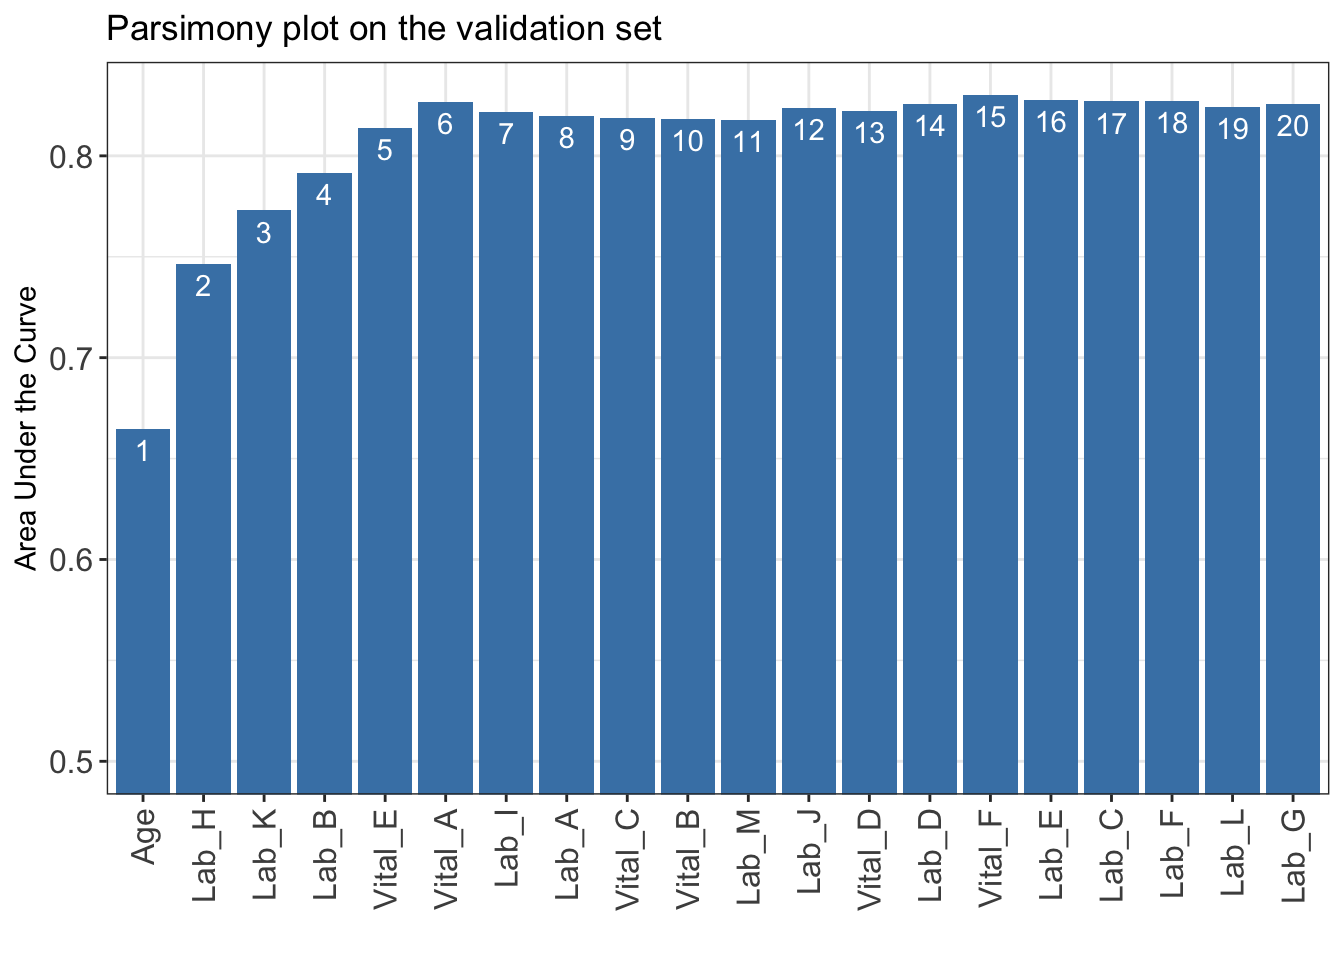 Parsimony plot on the validation set
Area Under the Curve
0.8
0.7
0.6
0.5
1
2
3
4
5
6
7
8
9
10
11
12
13
14
15
16
17
18
19
20
Age
Lab_H
Lab_K
Lab_B
Vital_E
Vital_A
Lab_I
Lab_A
Vital_C
Vital_B
Lab_M
Lab_J
Vital_D
Lab_D
Vital_F
Lab_E
Lab_C
Lab_F
Lab_L
Lab_G